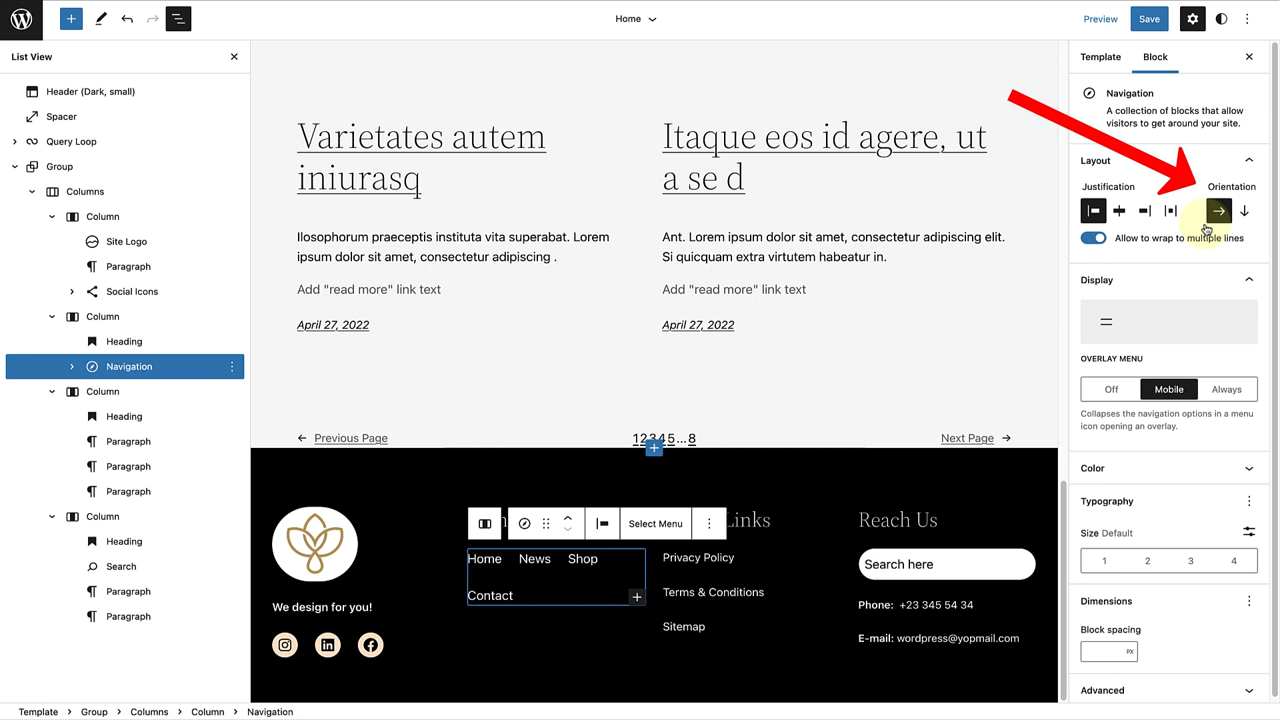 Home
Preview
Save
List View
Header (Dark, small)
Spacer
Query Loop
Group
Columns
Column
Site Logo
Paragraph
Social Icons
Column
Heading
Navigation
Column
Heading
Paragraph
Paragraph
Paragraph
Column
Heading
Search
Paragraph
Paragraph
Varietates autem
iniurasq
Ilosophorum praeceptis instituta vita superabat. Lorem
ipsum dolor sit amet, consectetur adipiscing .
Add "read more" link text
April 27, 2022
Itaque eos id agere, ut
a se d
Ant. Lorem ipsum dolor sit amet, consectetur adipiscing elit.
Si quicquam extra virtutem habeatur in.
Add "read more" link text
April 27, 2022
Previous Page
12345...8
Next Page
We design for you!
Select Menu
Home News Shop
Contact
Links
Privacy Policy
Terms & Conditions
Sitemap
Reach Us
Search here
Phone: +23 345 54 34
E-mail: wordpress@yopmail.com
Template
Block
Navigation
A collection of blocks that allow
visitors to get around your site.
Layout
Justification
Orientation
Allow to wrap to multiple lines
Display
OVERLAY MENU
Off Mobile Always
Collapses the navigation options in a menu
icon opening an overlay.
Color
Typography
Size Default
1 2 3 4
Dimensions
Block spacing
PX
Advanced
Template > Group > Columns > Column > Navigation